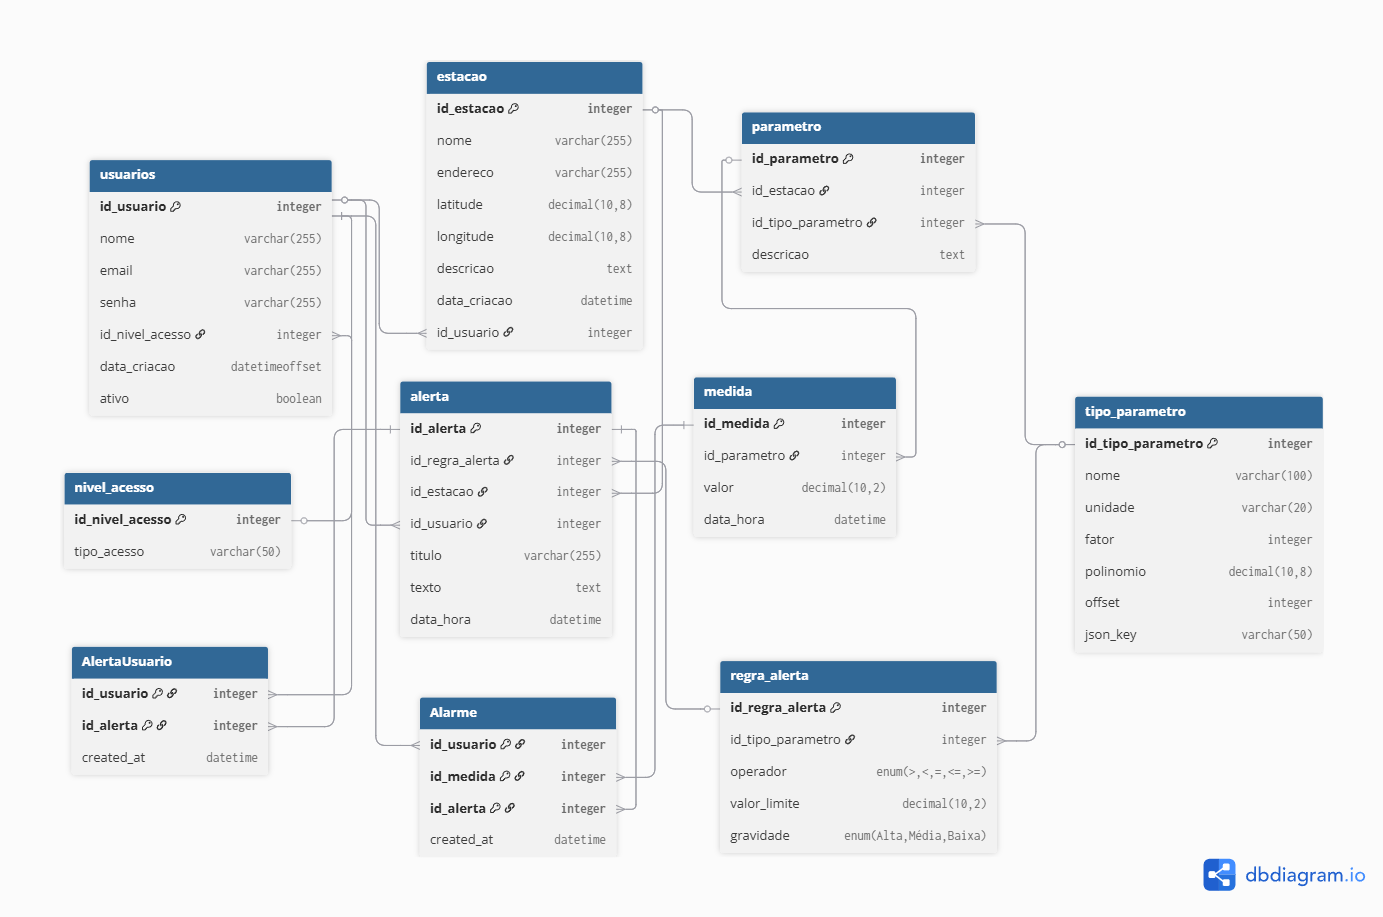 estacao
id_estacao integer
nome varchar(255)
endereco varchar(255)
latitude decimal(10,8)
longitude decimal(10,8)
descricao text
data_criacao datetime
id_usuario integer
parametro
id_parametro integer
id_estacao integer
id_tipo_parametro integer
descricao text
usuarios
id_usuario integer
nome varchar(255)
email varchar(255)
senha varchar(255)
id_nivel_acesso integer
data_criacao datetimeoffset
ativo boolean
alerta
id_alerta integer
id_regra_alerta integer
id_estacao integer
id_usuario integer
titulo varchar(255)
texto text
data_hora datetime
medida
id_medida integer
id_parametro integer
valor decimal(10,2)
data_hora datetime
tipo_parametro
id_tipo_parametro integer
nome varchar(100)
unidade varchar(20)
fator integer
polinomio decimal(10,8)
offset integer
json_key varchar(50)
nivel_acesso
id_nivel_acesso integer
tipo_acesso varchar(50)
AlertaUsuario
id_usuario integer
id_alerta integer
created_at datetime
Alarme
id_usuario integer
id_medida integer
id_alerta integer
created_at datetime
regra_alerta
id_regra_alerta integer
id_tipo_parametro integer
operador enum(>,<,=,<=,>=)
valor_limite decimal(10,2)
gravidade enum(Alta,Média,Baixa)
dbdiagram.io